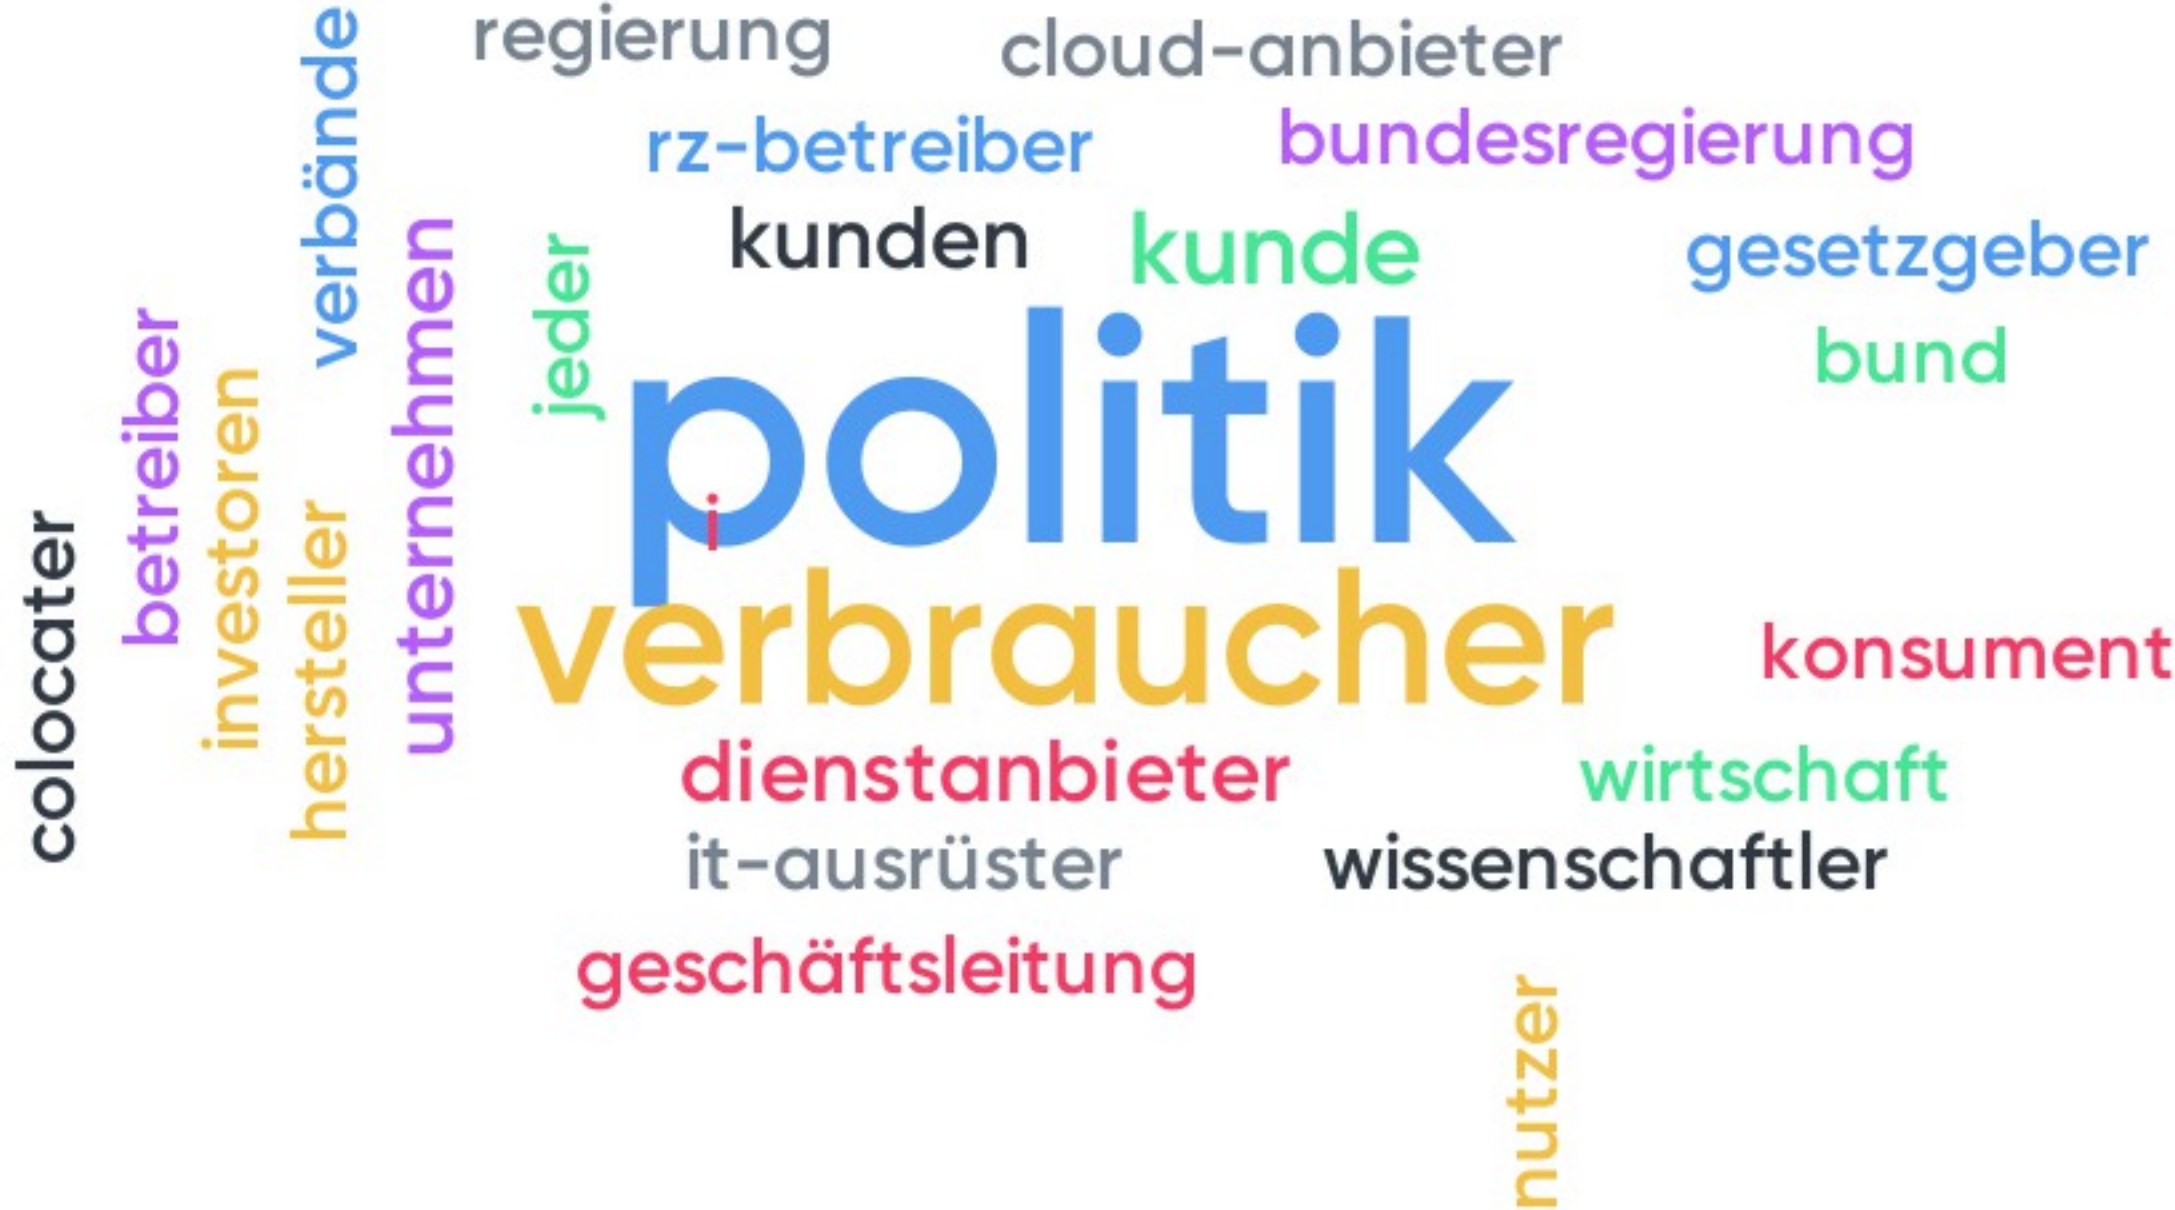 regierung
cloud-anbieter
verbände
rz-betreiber
bundesregierung
kunden
kunde
gesetzgeber
unternehmen
jeder
betreiber
politik
bund
investoren
i
hersteller
colocater
verbraucher
konsument
dienstanbieter
wirtschaft
it-ausrüster
wissenschaftler
geschäftsleitung
nutzer